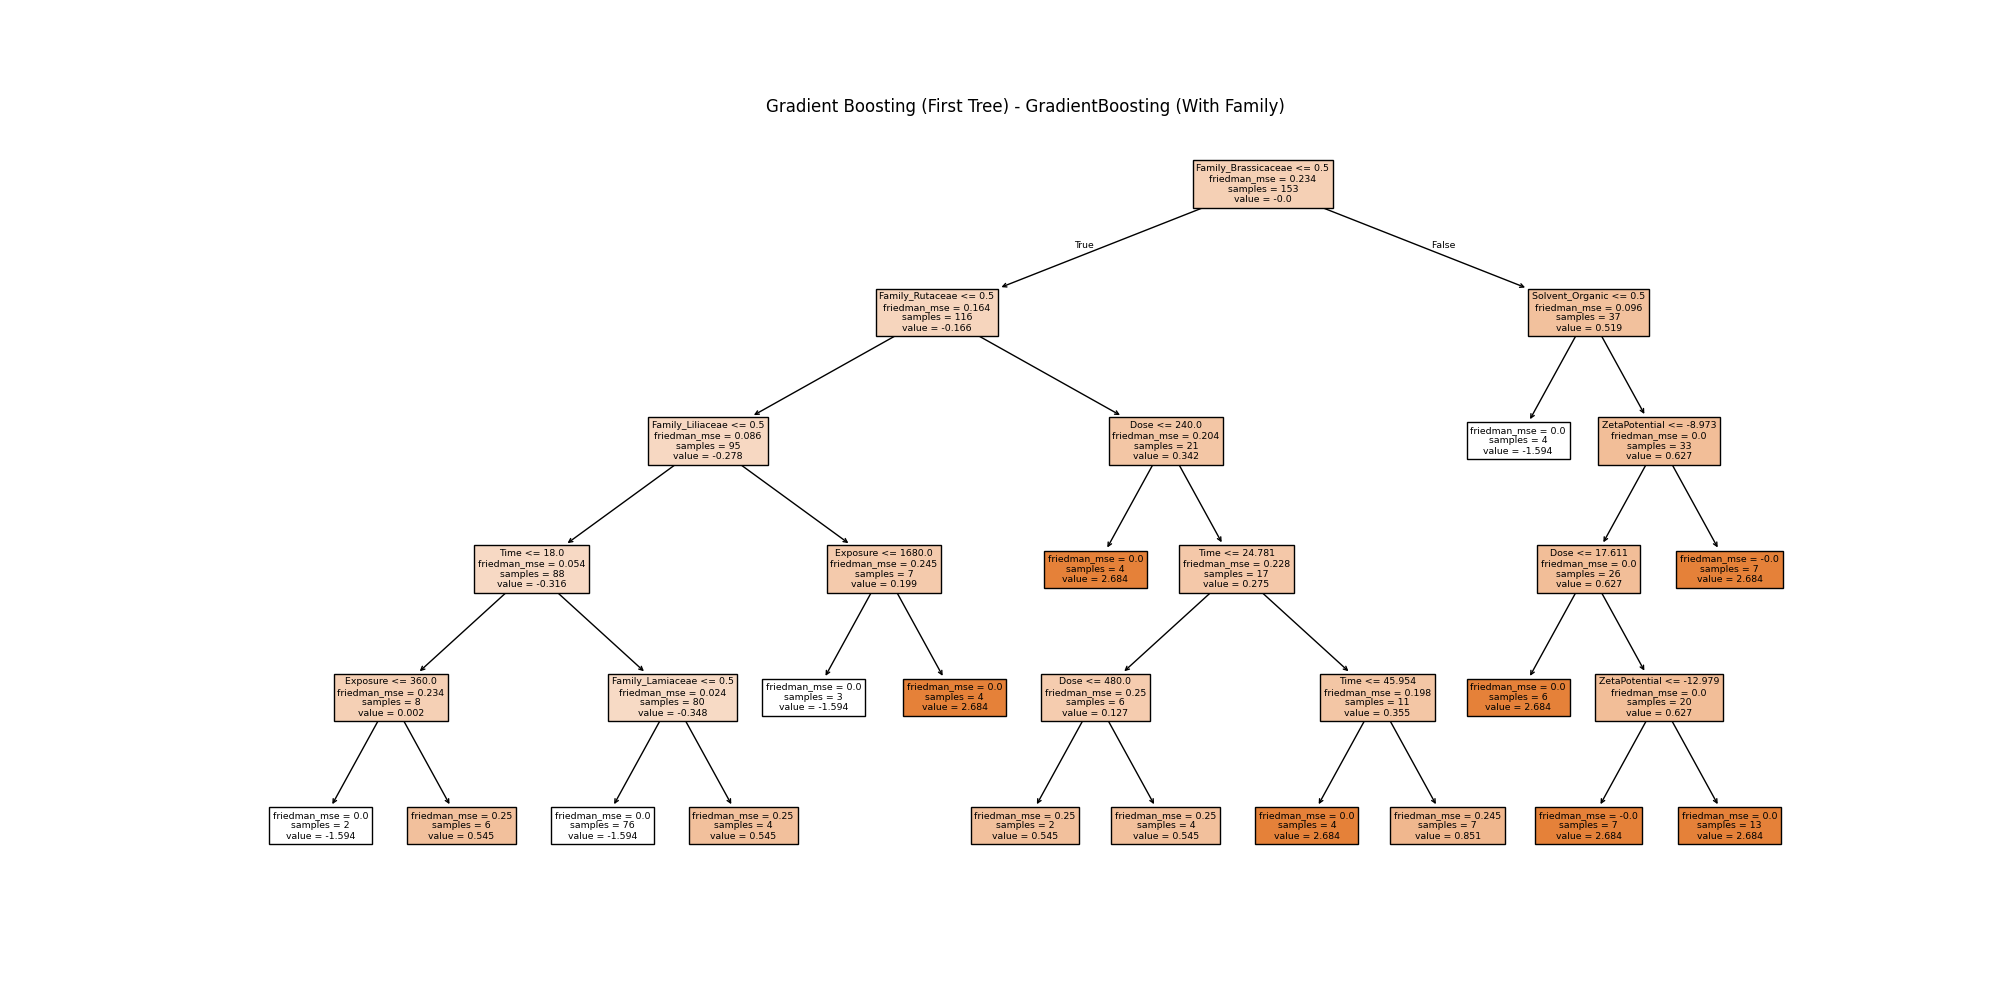 Gradient Boosting (First Tree) - GradientBoosting (With Family)
Family_Brassicaceae <= 0.5
friedman_mse = 0.234
samples = 153
value = -0.0
True
False
Family_Rutaceae <= 0.5
friedman_mse = 0.164
samples = 116
value = -0.166
Solvent_Organic <= 0.5
friedman_mse = 0.096
samples = 37
value = 0.519
Family_Liliaceae <= 0.5
friedman_mse = 0.086
samples = 95
value = -0.278
Dose <= 240.0
friedman_mse = 0.204
samples = 21
value = 0.342
friedman_mse = 0.0
samples = 4
value = -1.594
ZetaPotential <= -8.973
friedman_mse = 0.0
samples = 33
value = 0.627
Time <= 18.0
friedman_mse = 0.054
samples = 88
value = -0.316
Exposure <= 1680.0
friedman_mse = 0.245
samples = 7
value = 0.199
friedman_mse = 0.0
samples = 4
value = 2.684
Time <= 24.781
friedman_mse = 0.228
samples = 17
value = 0.275
Dose <= 17.611
friedman_mse = 0.0
samples = 26
value = 0.627
friedman_mse = -0.0
samples = 7
value = 2.684
Exposure <= 360.0
friedman_mse = 0.234
samples = 8
value = 0.002
Family_Lamiaceae <= 0.5
friedman_mse = 0.024
samples = 80
value = -0.348
friedman_mse = 0.0
samples = 3
value = -1.594
friedman_mse = 0.0
samples = 4
value = 2.684
Dose <= 480.0
friedman_mse = 0.25
samples = 6
value = 0.127
Time <= 45.954
friedman_mse = 0.198
samples = 11
value = 0.355
friedman_mse = 0.0
samples = 6
value = 2.684
ZetaPotential <= -12.979
friedman_mse = 0.0
samples = 20
value = 0.627
friedman_mse = 0.0
samples = 2
value = -1.594
friedman_mse = 0.25
samples = 6
value = 0.545
friedman_mse = 0.0
samples = 76
value = -1.594
friedman_mse = 0.25
samples = 4
value = 0.545
friedman_mse = 0.25
samples = 2
value = 0.545
friedman_mse = 0.25
samples = 4
value = 0.545
friedman_mse = 0.0
samples = 4
value = 2.684
friedman_mse = 0.245
samples = 7
value = 0.851
friedman_mse = -0.0
samples = 7
value = 2.684
friedman_mse = 0.0
samples = 13
value = 2.684